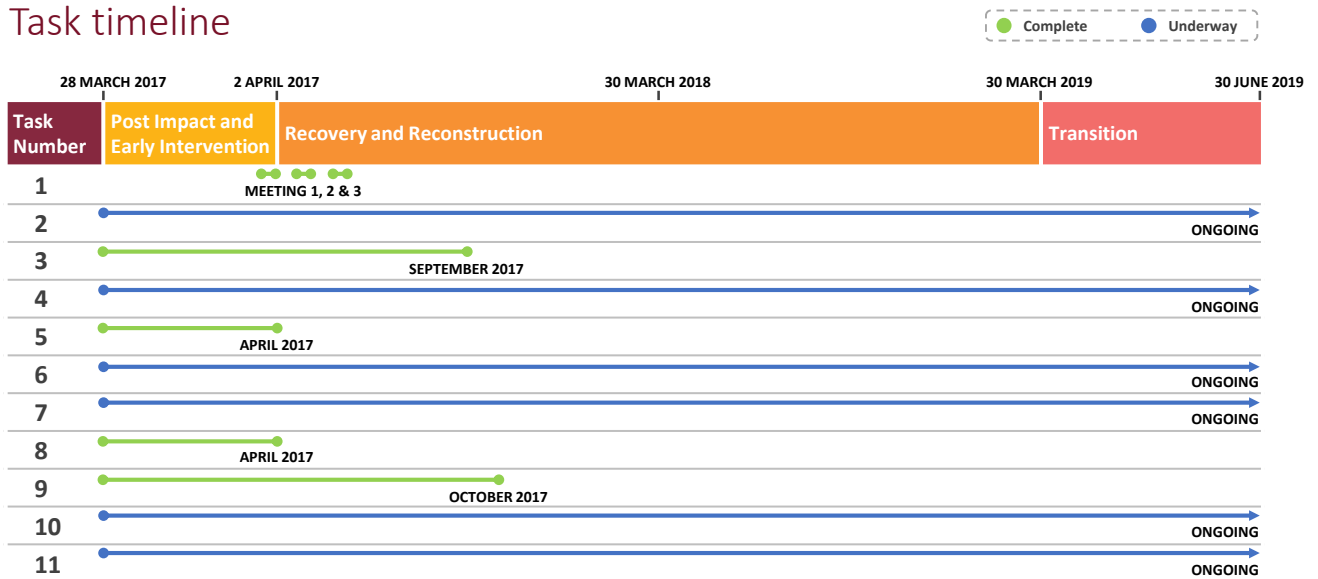 Task timeline
Complete
Underway
28 MARCH 2017
2 APRIL 2017
30 MARCH 2018
30 MARCH 2019
30 JUNE 2019
Task
Number
Post Impact and
Early Intervention
Recovery and Reconstruction
Transition
1
MEETING 1, 2 & 3
2
ONGOING
3
SEPTEMBER 2017
4
ONGOING
5
APRIL 2017
6
ONGOING
7
ONGOING
8
APRIL 2017
9
OCTOBER 2017
10
ONGOING
11
ONGOING